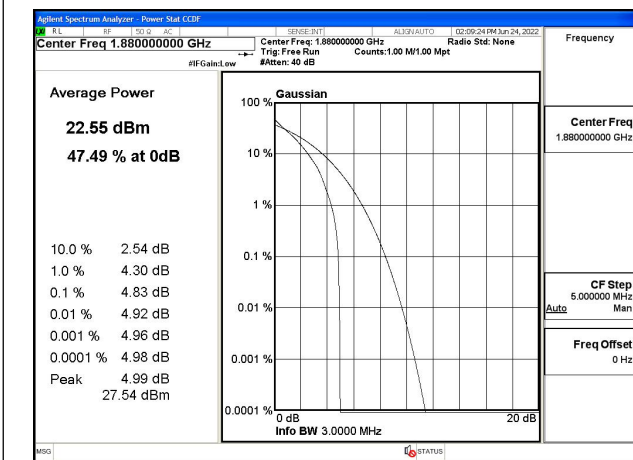 Agilent Spectrum Analyzer - Power Stat CCDF
LXI RL RF 50 Ω AC SENSE:INT ALIGN AUTO 02:09:24 PM Jun 24, 2022
Center Freq 1.880000000 GHz
Center Freq: 1.880000000 GHz Radio Std: None
Trig: Free Run Counts:1.00 M/1.00 Mpt
#IFGain:Low #Atten: 40 dB
Frequency
Average Power
22.55 dBm
47.49 % at 0dB
10.0 % 2.54 dB
1.0 % 4.30 dB
0.1 % 4.83 dB
0.01 % 4.92 dB
0.001 % 4.96 dB
0.0001 % 4.98 dB
Peak 4.99 dB
27.54 dBm
Gaussian
100 %
10 %
1 %
0.1 %
0.01 %
0.001 %
0.0001 %
0 dB 20 dB
Info BW 3.0000 MHz
Center Freq
1.880000000 GHz
CF Step
5.000000 MHz
Auto Man
Freq Offset
0 Hz
MSG STATUS